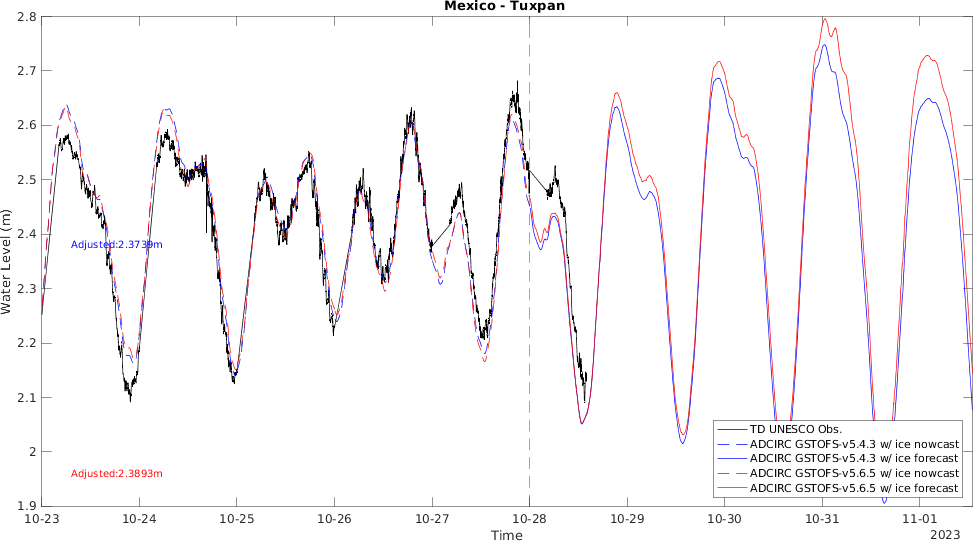 Mexico - Tuxpan
2.8
2.7
2.6
2.5
2.4
2.3
2.2
2.1
2
1.9
Water Level (m)
Adjusted:2.3739m
Adjusted:2.3893m
TD UNESCO Obs.
ADCIRC GSTOFS-v5.4.3 w/ ice nowcast
ADCIRC GSTOFS-v5.4.3 w/ ice forecast
ADCIRC GSTOFS-v5.6.5 w/ ice nowcast
ADCIRC GSTOFS-v5.6.5 w/ ice forecast
10-23 10-24 10-25 10-26 10-27 10-28 10-29 10-30 10-31 11-01
Time
2023